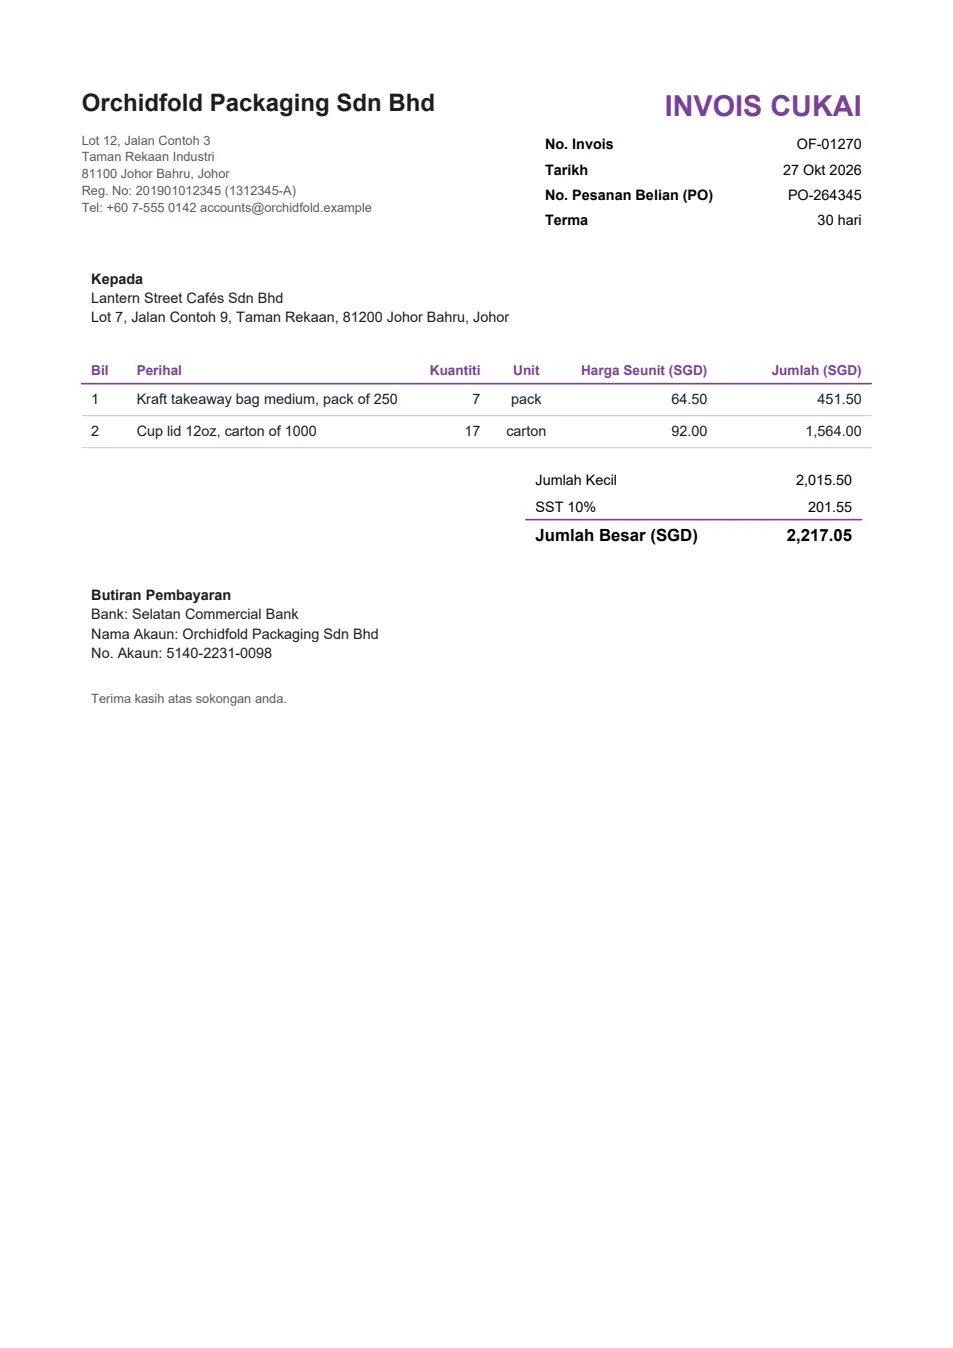 Orchidfold Packaging Sdn Bhd
Lot 12, Jalan Contoh 3
Taman Rekaan Industri
81100 Johor Bahru, Johor
Reg. No: 201901012345 (1312345-A)
Tel: +60 7-555 0142 accounts@orchidfold.example
INVOIS CUKAI
No. Invois OF-01270
Tarikh 27 Okt 2026
No. Pesanan Belian (PO) PO-264345
Terma 30 hari
Kepada
Lantern Street Cafés Sdn Bhd
Lot 7, Jalan Contoh 9, Taman Rekaan, 81200 Johor Bahru, Johor
Bil Perihal Kuantiti Unit Harga Seunit (SGD) Jumlah (SGD)
1 Kraft takeaway bag medium, pack of 250 7 pack 64.50 451.50
2 Cup lid 12oz, carton of 1000 17 carton 92.00 1,564.00
Jumlah Kecil 2,015.50
SST 10% 201.55
Jumlah Besar (SGD) 2,217.05
Butiran Pembayaran
Bank: Selatan Commercial Bank
Nama Akaun: Orchidfold Packaging Sdn Bhd
No. Akaun: 5140-2231-0098
Terima kasih atas sokongan anda.